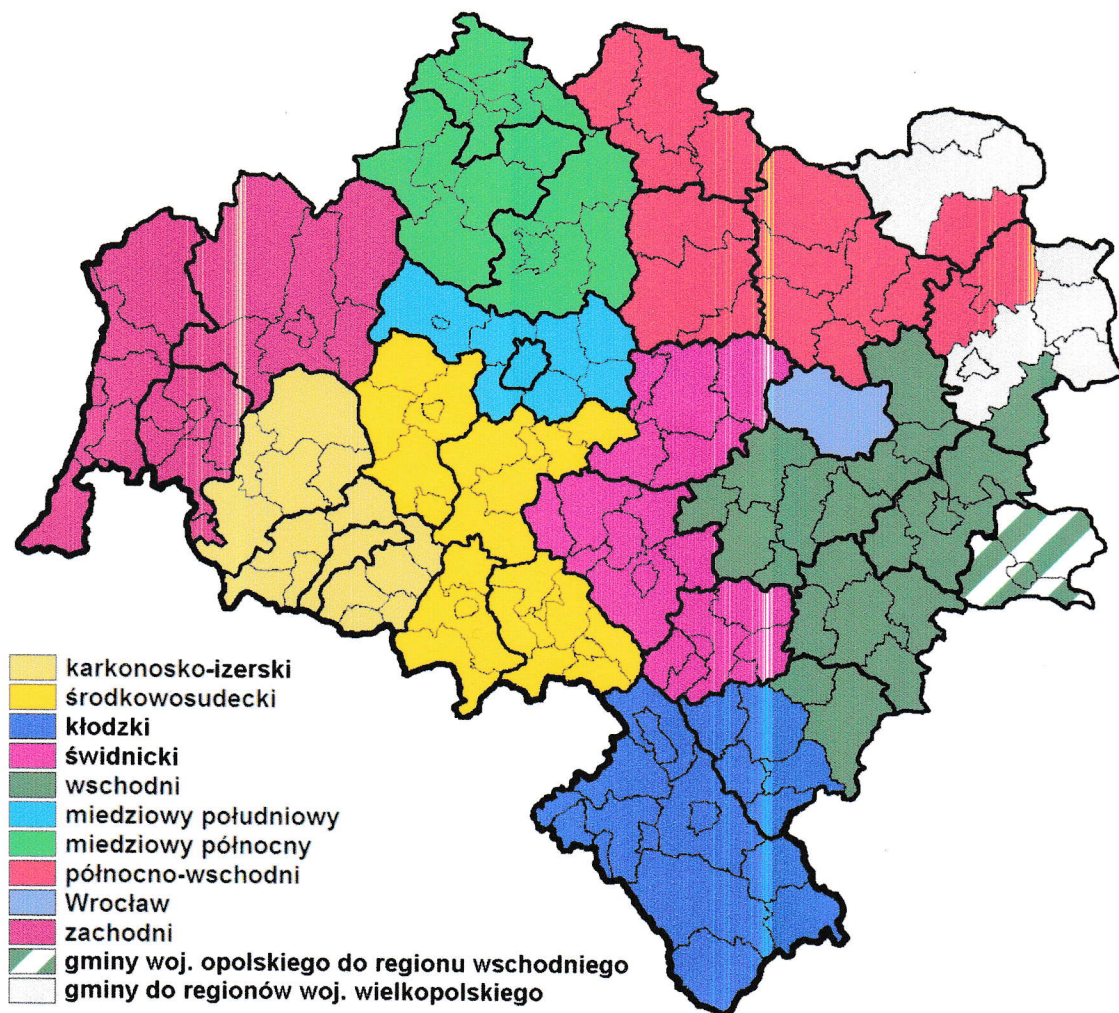 karkonosko-izerski
środkowosudecki
kłodzki
świdnicki
wschodni
miedziowy południowy
miedziowy północny
północno-wschodni
Wrocław
zachodni
gminy woj. opolskiego do regionu wschodniego
gminy do regionów woj. wielkopolskiego